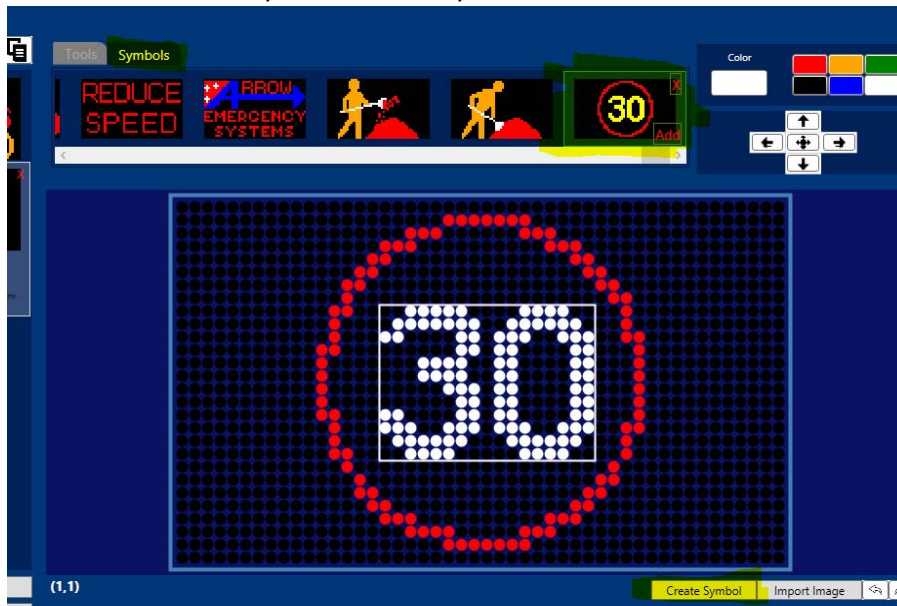 Tools Symbols
Color
REDUCE
SPEED
ARROW
EMERGENCY
SYSTEMS
30
X
Add
X
30
(1,1)
Create Symbol
Import Image